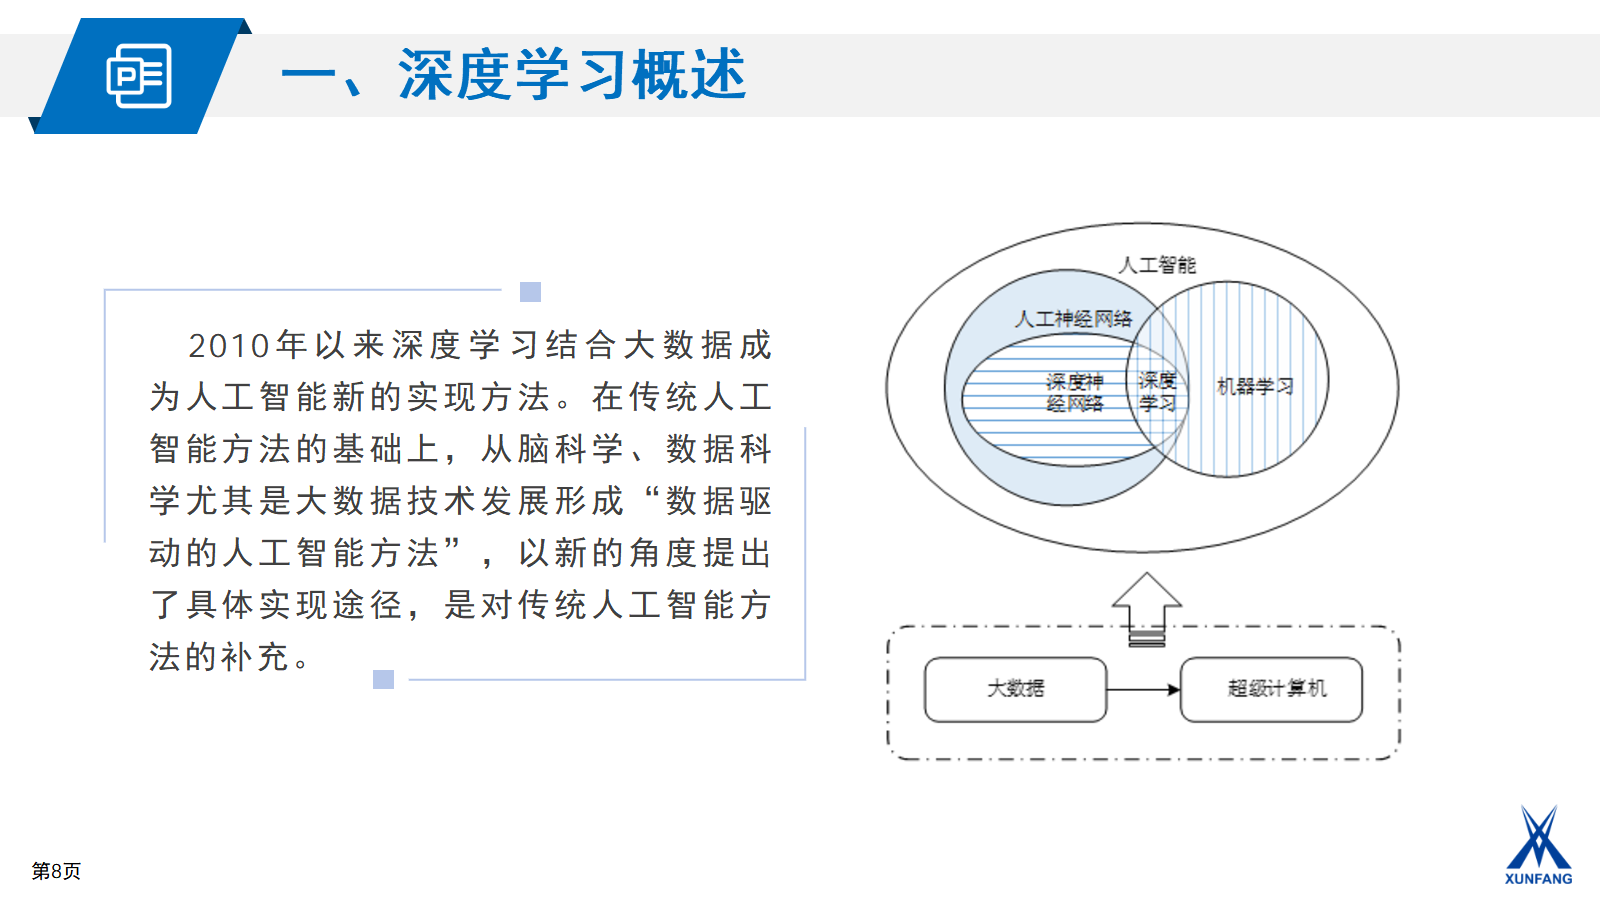 一、深度学习概述
2010年以来深度学习结合大数据成
为人工智能新的实现方法。在传统人工
智能方法的基础上，从脑科学、数据科
学尤其是大数据技术发展形成“数据驱
动的人工智能方法”，以新的角度提出
了具体实现途径，是对传统人工智能方
法的补充。
人工智能
人工神经网络
深度神
经网络
深度
学习
机器学习
大数据
超级计算机
第8页
XUNFANG